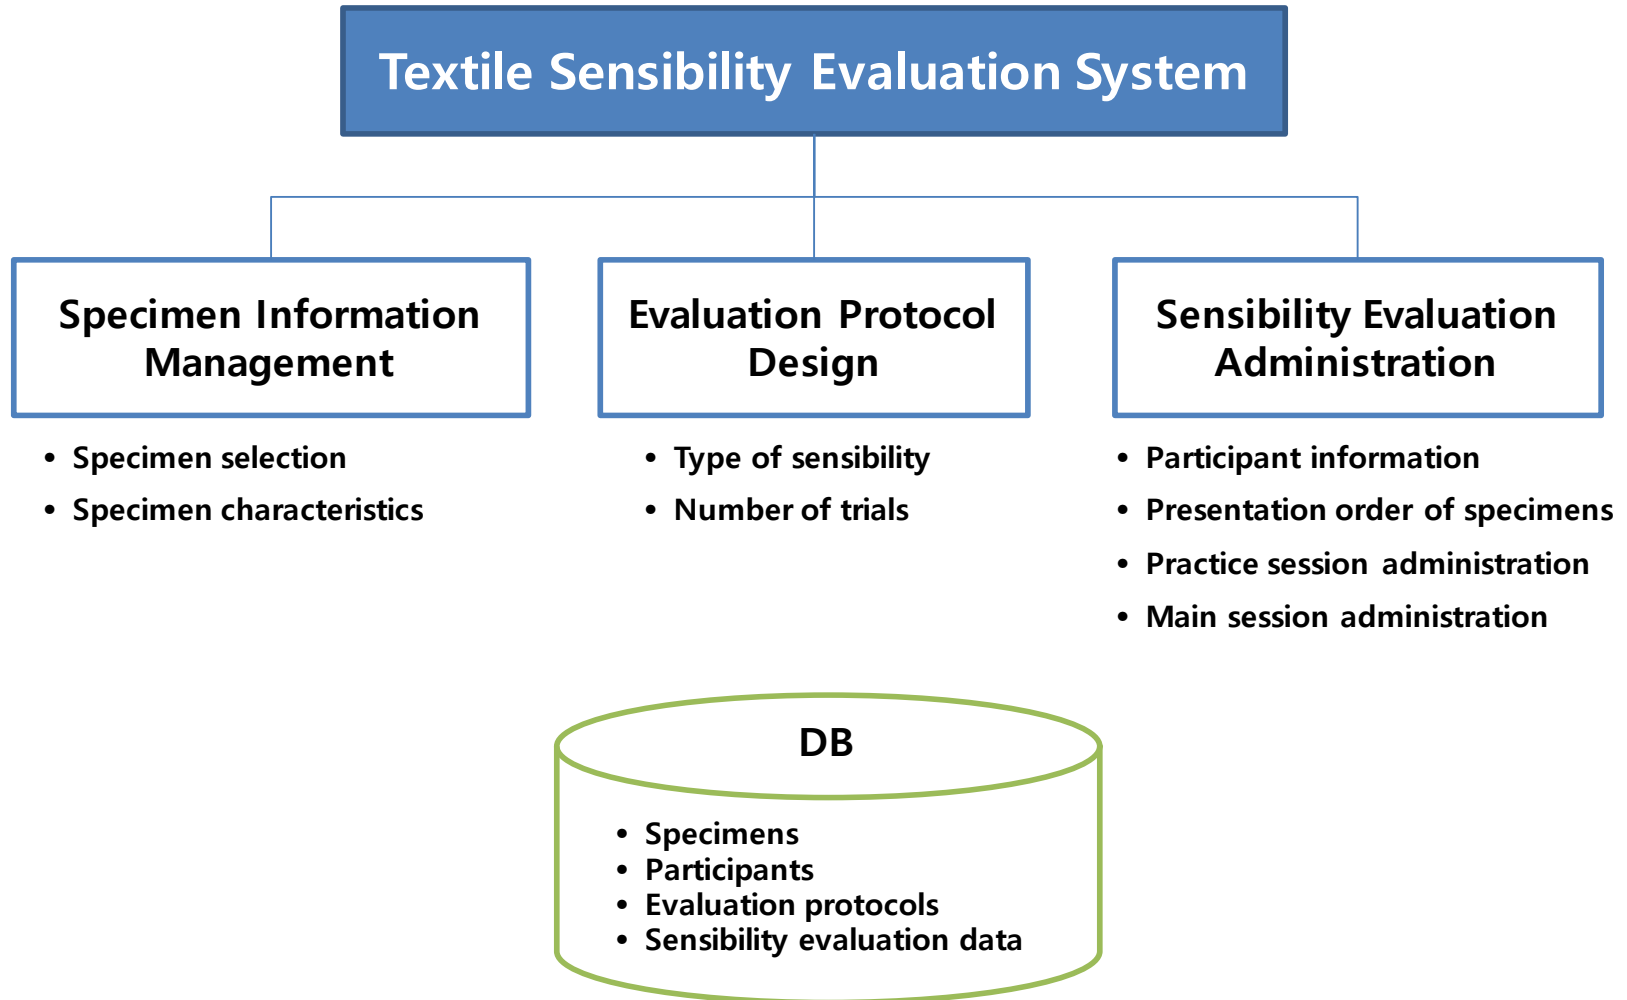 Textile Sensibility Evaluation System
Specimen Information
Management
• Specimen selection
• Specimen characteristics
Evaluation Protocol
Design
• Type of sensibility
• Number of trials
Sensibility Evaluation
Administration
• Participant information
• Presentation order of specimens
• Practice session administration
• Main session administration
DB
• Specimens
• Participants
• Evaluation protocols
• Sensibility evaluation data